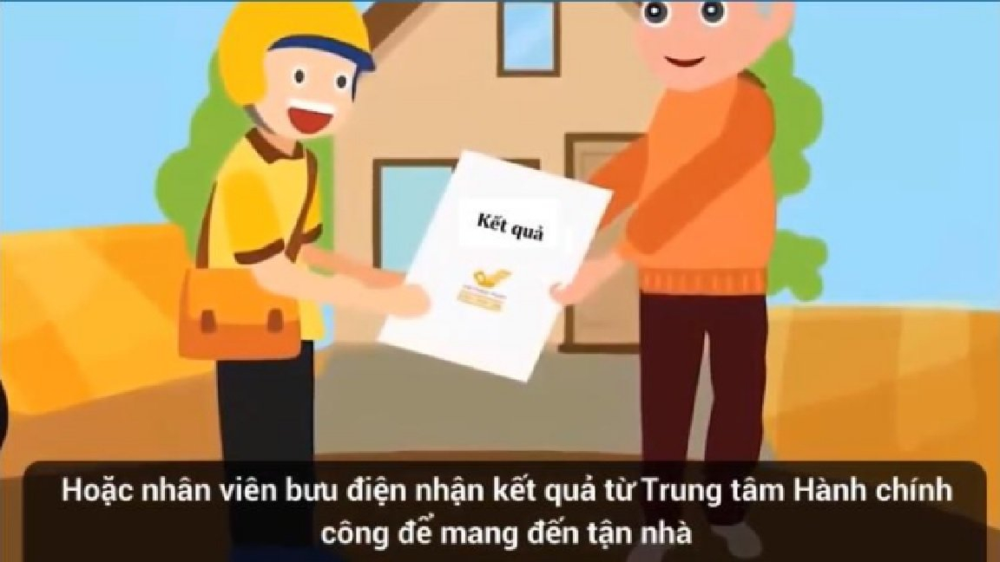 Kết quả
Hoặc nhân viên bưu điện nhận kết quả từ Trung tâm Hành chính
công để mang đến tận nhà